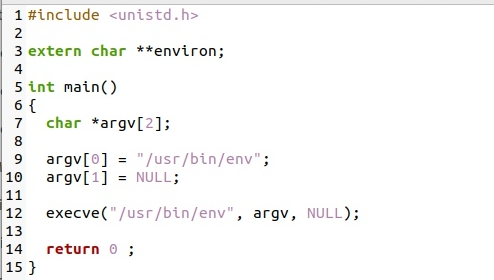 1 #include <unistd.h>
2
3 extern char **environ;
4
5 int main()
6 {
7   char *argv[2];
8
9   argv[0] = "/usr/bin/env";
10   argv[1] = NULL;
11
12   execve("/usr/bin/env", argv, NULL);
13
14   return 0 ;
15 }